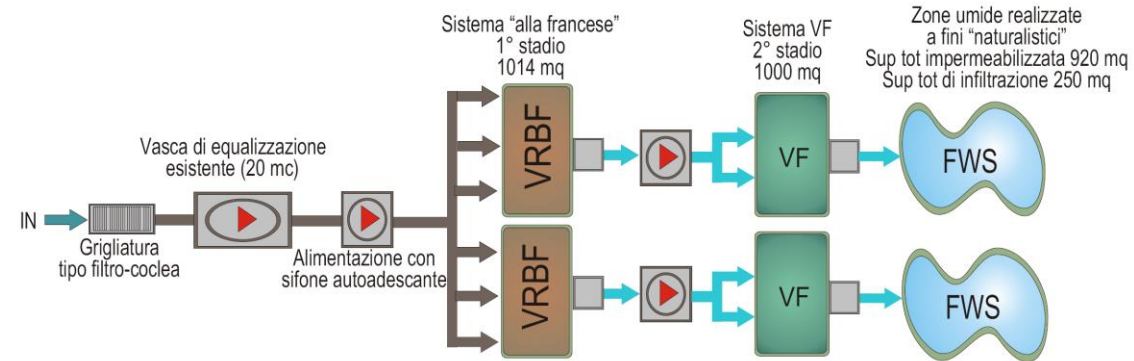 Sistema “alla francese”
1° stadio
1014 mq
Sistema VF
2° stadio
1000 mq
Zone umide realizzate
a fini “naturalistici”
Sup tot impermeabilizzata 920 mq
Sup tot di infiltrazione 250 mq
Vasca di equalizzazione
esistente (20 mc)
IN
Grigliatura
tipo filtro-coclea
Alimentazione con
sifone autoadescante
VRBF
VF
FWS
VRBF
VF
FWS